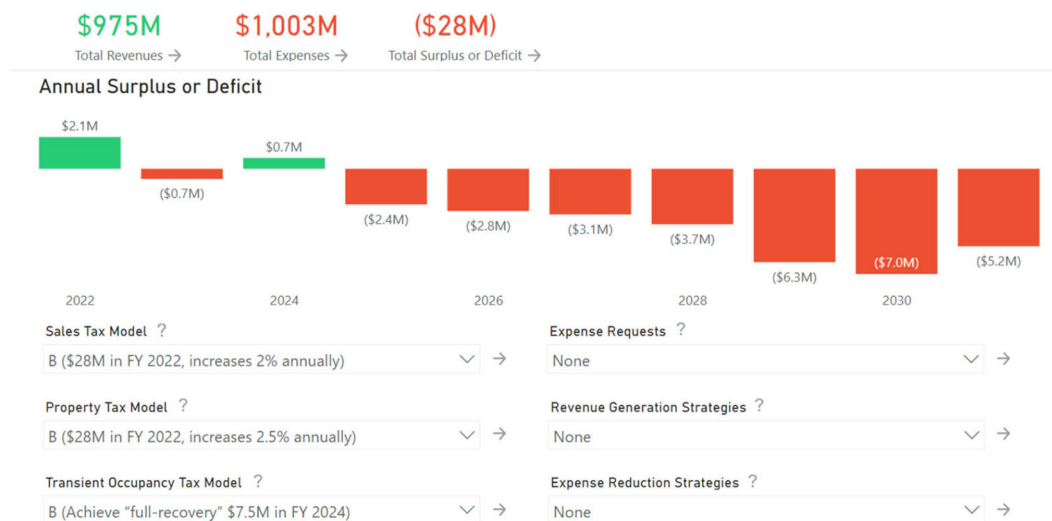 $975M $1,003M ($28M)
Total Revenues → Total Expenses → Total Surplus or Deficit →
Annual Surplus or Deficit
$2.1M
($0.7M)
$0.7M
($2.4M)
($2.8M)
($3.1M)
($3.7M)
($6.3M)
($7.0M)
($5.2M)
2022 2024 2026 2028 2030
Sales Tax Model ? Expense Requests ?
B ($28M in FY 2022, increases 2% annually) → None →
Property Tax Model ? Revenue Generation Strategies ?
B ($28M in FY 2022, increases 2.5% annually) → None →
Transient Occupancy Tax Model ? Expense Reduction Strategies ?
B (Achieve “full-recovery” $7.5M in FY 2024) → None →